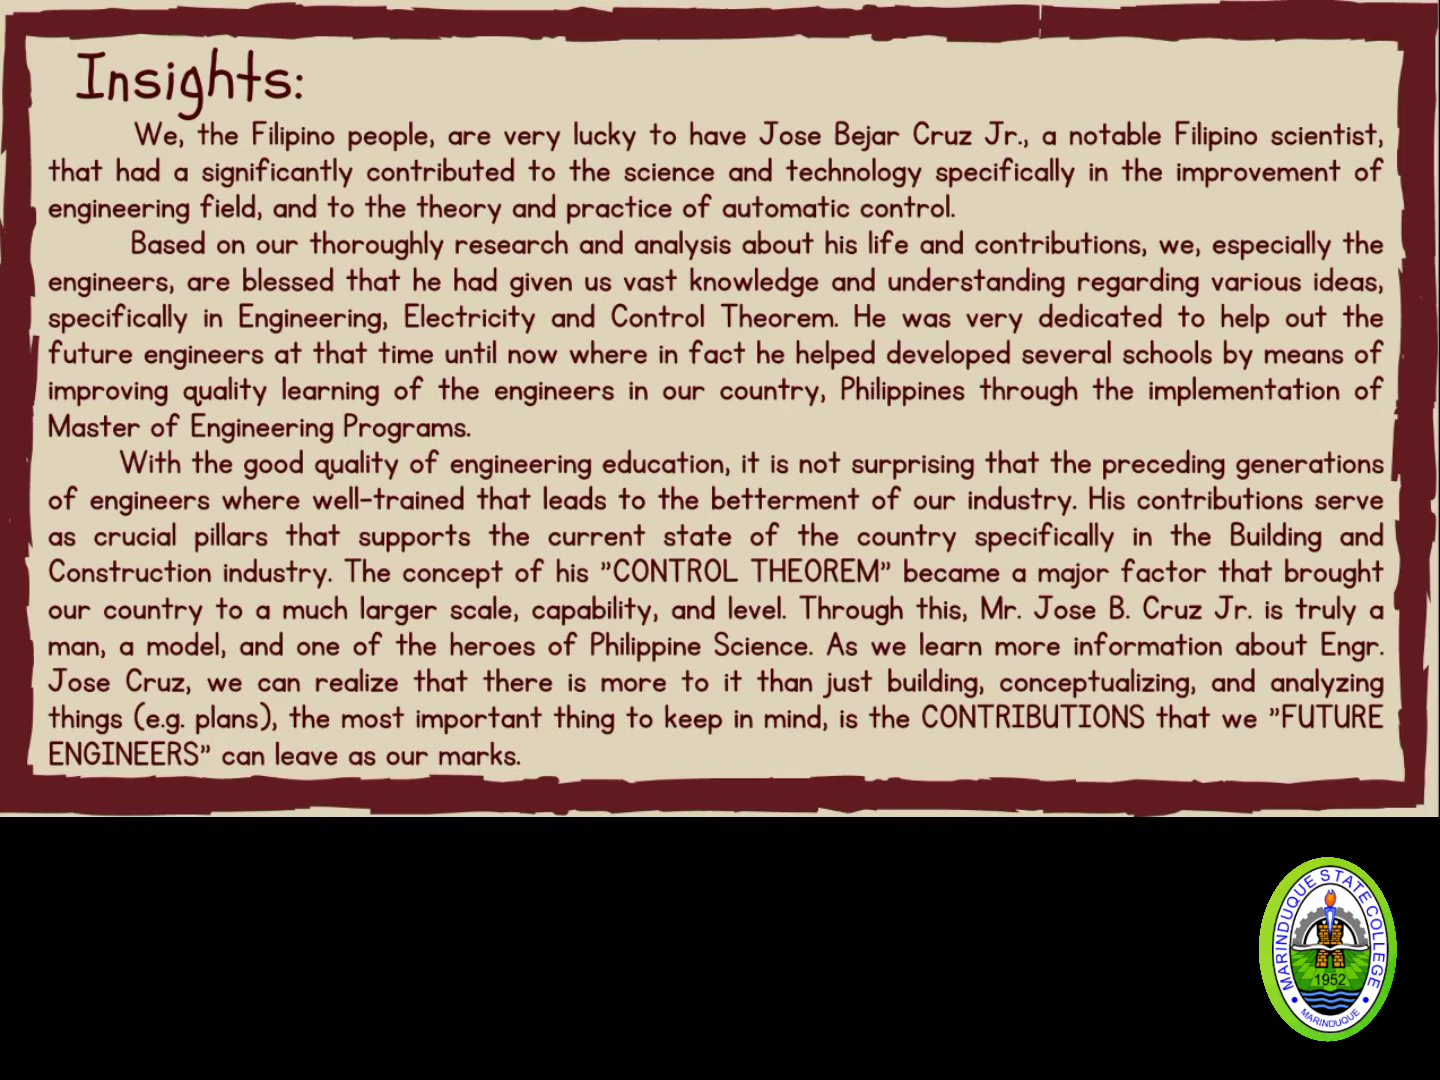 Insights:
We, the Filipino people, are very lucky to have Jose Bejar Cruz Jr., a notable Filipino scientist,
that had a significantly contributed to the science and technology specifically in the improvement of
engineering field, and to the theory and practice of automatic control.
Based on our thoroughly research and analysis about his life and contributions, we, especially the
engineers, are blessed that he had given us vast knowledge and understanding regarding various ideas,
specifically in Engineering, Electricity and Control Theorem. He was very dedicated to help out the
future engineers at that time until now where in fact he helped developed several schools by means of
improving quality learning of the engineers in our country, Philippines through the implementation of
Master of Engineering Programs.
With the good quality of engineering education, it is not surprising that the preceding generations
of engineers where well-trained that leads to the betterment of our industry. His contributions serve
as crucial pillars that supports the current state of the country specifically in the Building and
Construction industry. The concept of his "CONTROL THEOREM" became a major factor that brought
our country to a much larger scale, capability, and level. Through this, Mr. Jose B. Cruz Jr. is truly a
man, a model, and one of the heroes of Philippine Science. As we learn more information about Engr.
Jose Cruz, we can realize that there is more to it than just building, conceptualizing, and analyzing
things (e.g. plans), the most important thing to keep in mind, is the CONTRIBUTIONS that we "FUTURE
ENGINEERS" can leave as our marks.
MARINDUQUE STATE COLLEGE
1952
MARINDUQUE